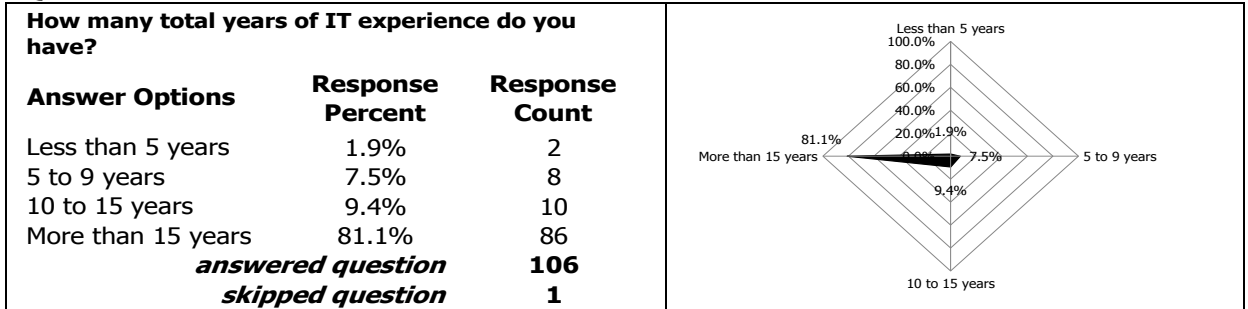 How many total years of IT experience do you
have?
Answer Options Response Percent Response Count
Less than 5 years 1.9% 2
5 to 9 years 7.5% 8
10 to 15 years 9.4% 10
More than 15 years 81.1% 86
answered question 106
skipped question 1
Less than 5 years
100.0%
80.0%
60.0%
40.0%
20.0% 1.9%
81.1%
More than 15 years 0.0% 7.5% 5 to 9 years
9.4%
10 to 15 years